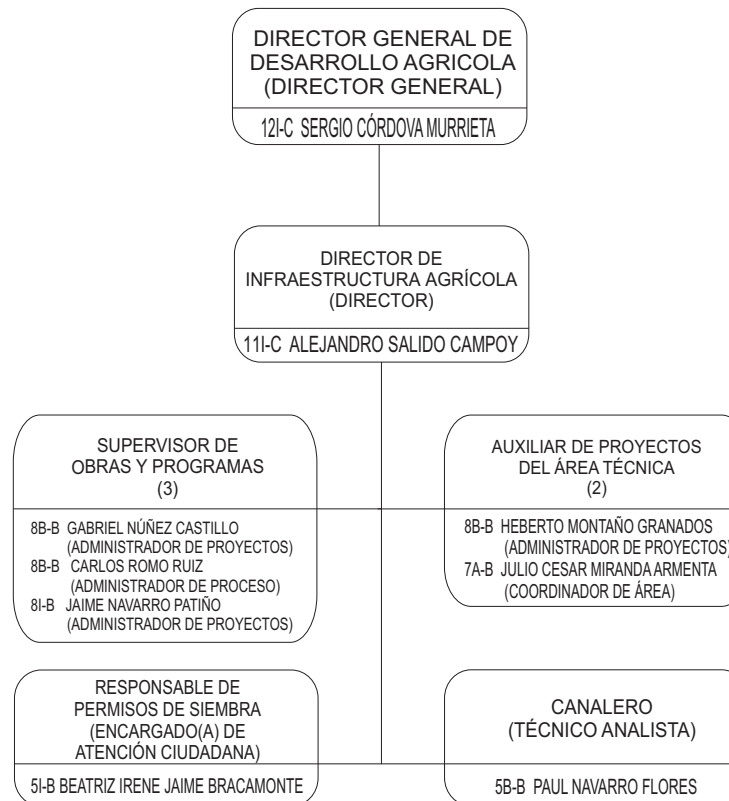 DIRECTOR GENERAL DE
DESARROLLO AGRICOLA
(DIRECTOR GENERAL)
12I-C SERGIO CÓRDOVA MURRIETA
DIRECTOR DE
INFRAESTRUCTURA AGRÍCOLA
(DIRECTOR)
11I-C ALEJANDRO SALIDO CAMPOY
SUPERVISOR DE
OBRAS Y PROGRAMAS
(3)
8B-B GABRIEL NÚÑEZ CASTILLO
(ADMINISTRADOR DE PROYECTOS)
8B-B CARLOS ROMO RUIZ
(ADMINISTRADOR DE PROCESO)
8I-B JAIME NAVARRO PATIÑO
(ADMINISTRADOR DE PROYECTOS)
AUXILIAR DE PROYECTOS
DEL ÁREA TÉCNICA
(2)
8B-B HEBERTO MONTAÑO GRANADOS
(ADMINISTRADOR DE PROYECTOS)
7A-B JULIO CESAR MIRANDA ARMENTA
(COORDINADOR DE ÁREA)
RESPONSABLE DE
PERMISOS DE SIEMBRA
(ENCARGADO(A) DE
ATENCIÓN CIUDADANA)
5I-B BEATRIZ IRENE JAIME BRACAMONTE
CANALERO
(TÉCNICO ANALISTA)
5B-B PAUL NAVARRO FLORES